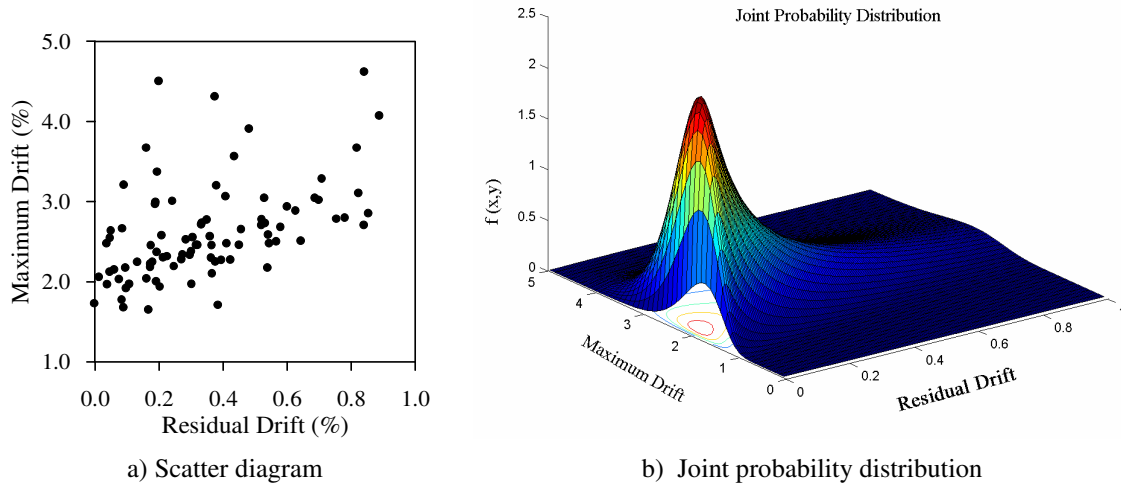 5.0
4.0
3.0
2.0
1.0
Maximum Drift (%)
0.0 0.2 0.4 0.6 0.8 1.0
Residual Drift (%)
a) Scatter diagram
Joint Probability Distribution
2.5
2
1.5
1
0.5
0
f (x,y)
5
4
3
2
1
0
Maximum Drift
0
0.2
0.4
0.6
0.8
Residual Drift
b) Joint probability distribution